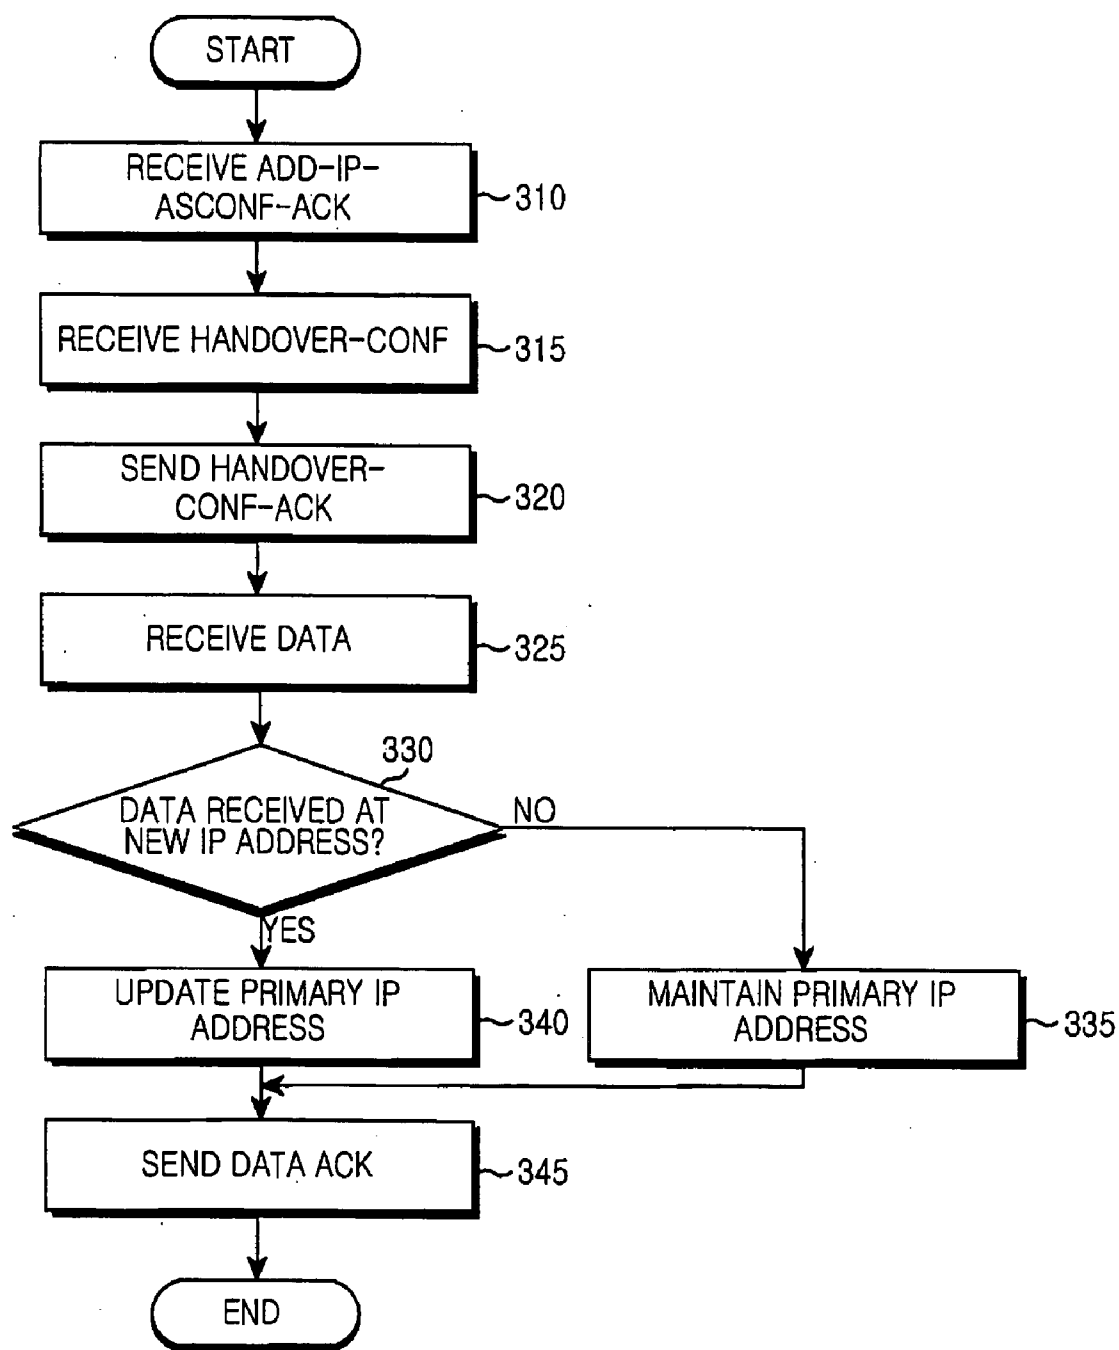 START
RECEIVE ADD-IP-
ASCONF-ACK
310
RECEIVE HANDOVER-CONF
315
SEND HANDOVER-
CONF-ACK
320
RECEIVE DATA
325
330
DATA RECEIVED AT
NEW IP ADDRESS?
NO
YES
UPDATE PRIMARY IP
ADDRESS
340
MAINTAIN PRIMARY IP
ADDRESS
335
SEND DATA ACK
345
END